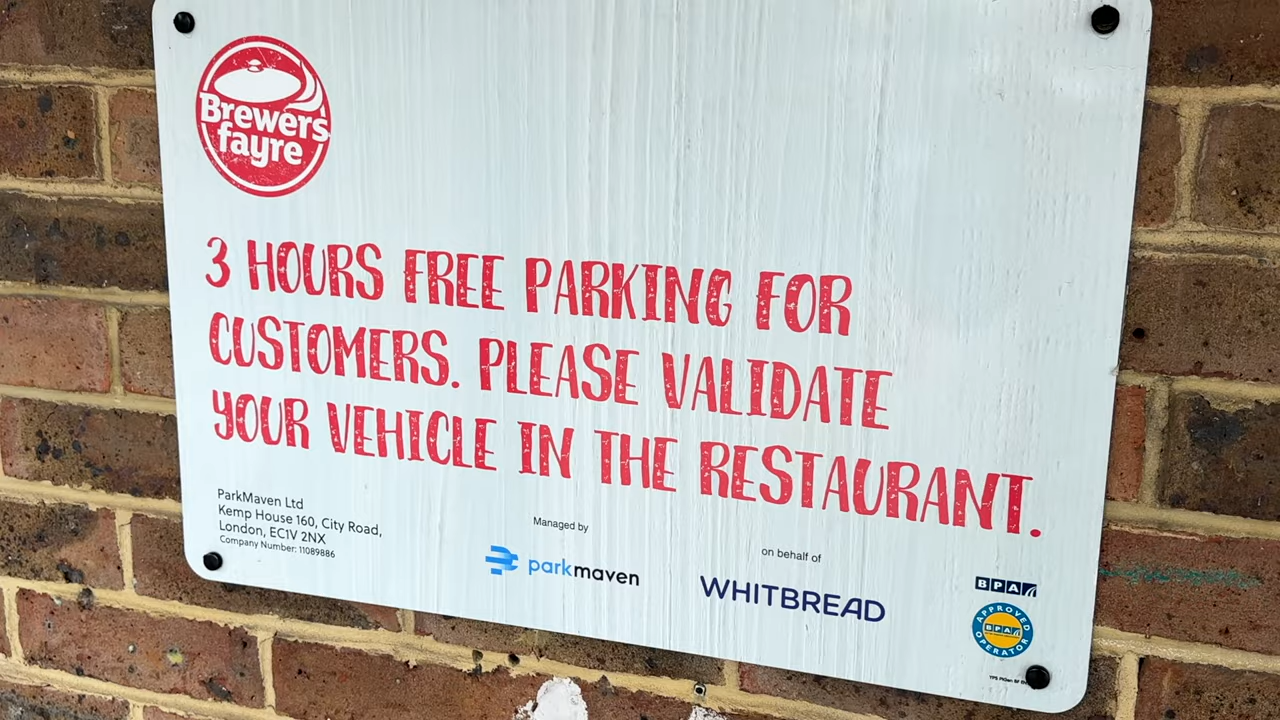 Brewers
fayre
3 HOURS FREE PARKING FOR
CUSTOMERS. PLEASE VALIDATE
YOUR VEHICLE IN THE RESTAURANT.
ParkMaven Ltd
Kemp House 160, City Road,
London, EC1V 2NX
Company Number: 11089886
Managed by
parkmaven
on behalf of
WHITBREAD
BPA
APPROVED
BPA
OPERATOR